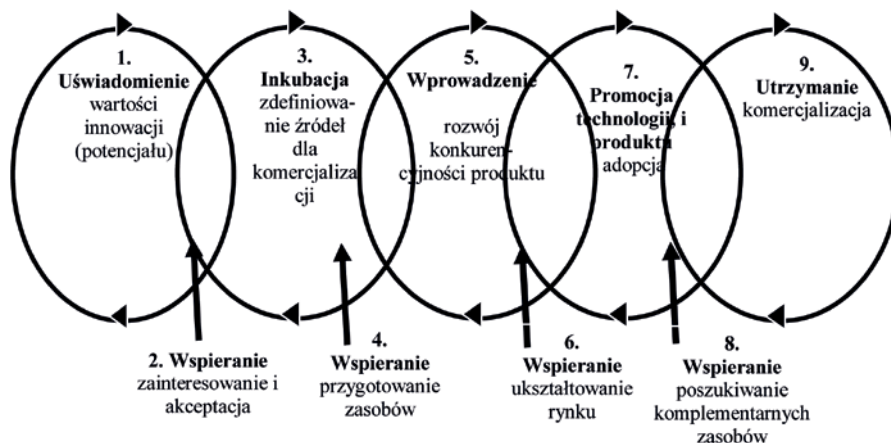 1.
Uświadomienie
wartości
innowacji
(potencjału)
2. Wspieranie
zainteresowanie i
akceptacja
3.
Inkubacja
zdefiniowa-
nie źródeł
dla
komercjaliza
cji
4.
Wspieranie
przygotowanie
zasobów
5.
Wprowadzenie
rozwój
konkuren-
cyjności produktu
6.
Wspieranie
ukształtowanie
rynku
7.
Promocja
technologii, i
produktu
adopcja
8.
Wspieranie
poszukiwanie
komplementarnych
zasobów
9.
Utrzymanie
komercjalizacja